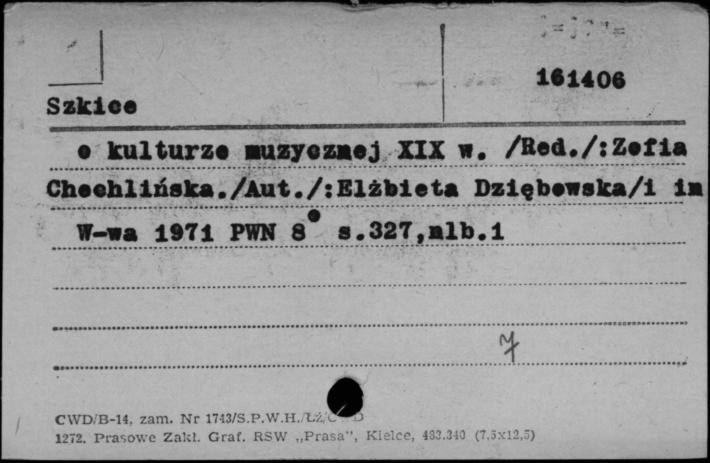 161406
Szkice
o kulturze muzycznej XIX w. /Red./:Zofia
Chechlińska./Aut./:Elżbieta Dziębowska/i in
W-wa 1971 PWN 8° s.327,nlb.1
7
CWD/B-14, zam. Nr 1743/S.P.W.H./Łż/C D
1272. Prasowe Zakł. Graf. RSW „Prasa", Kielce, 483.340 (7,5x12,5)